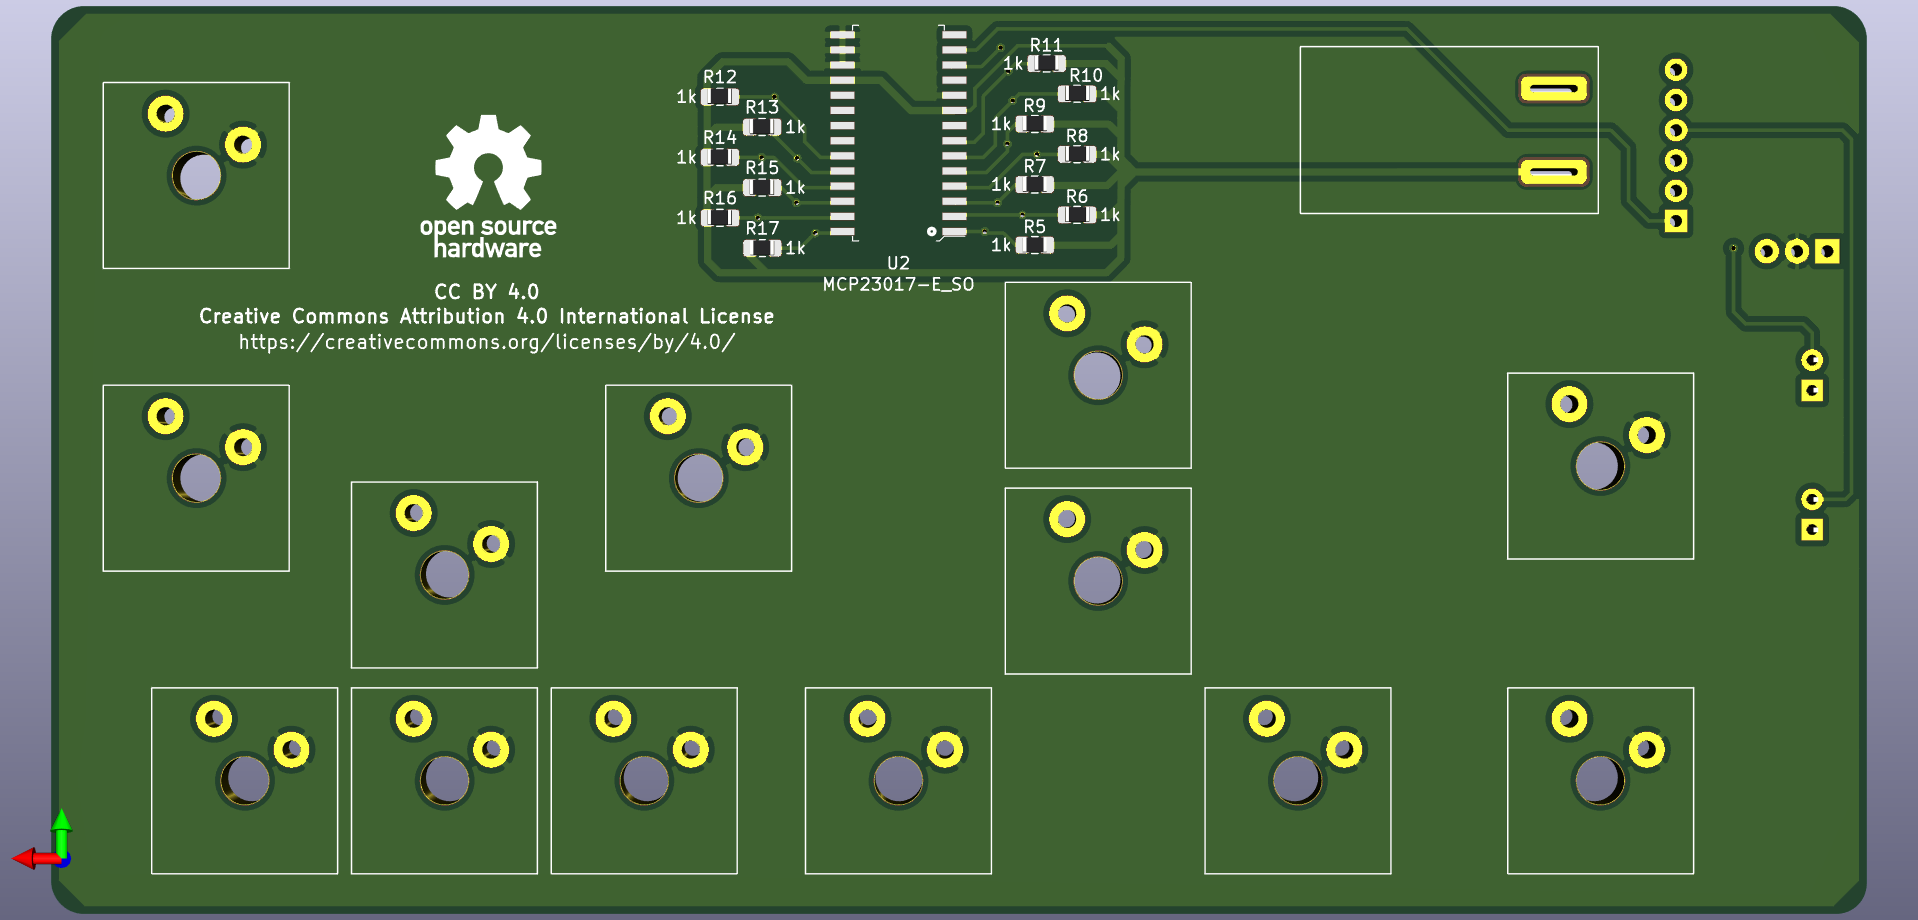 R11
1k
R12
1k
R10
1k
R13
1k
R9
1k
R14
1k
R8
1k
R15
1k
R7
1k
R16
1k
R6
1k
R17
1k
R5
1k
open source
hardware
U2
MCP23017-E_SO
CC BY 4.0
Creative Commons Attribution 4.0 International License
https://creativecommons.org/licenses/by/4.0/